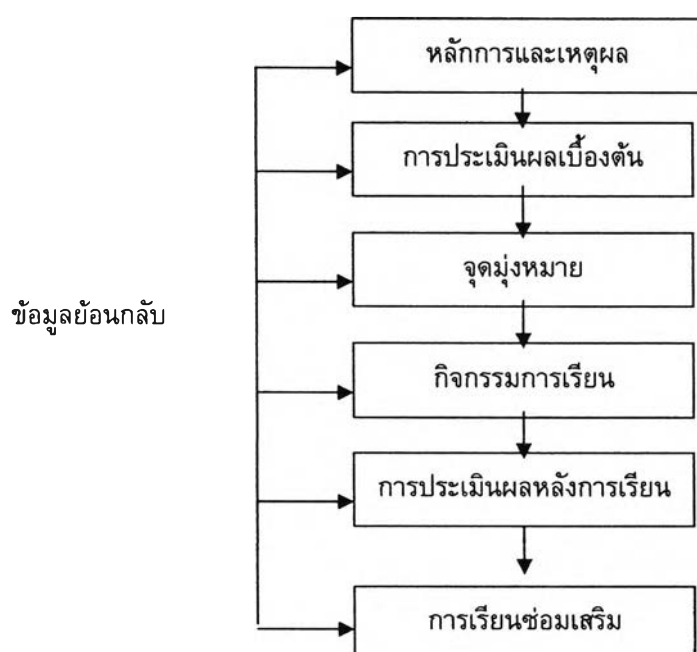 หลักการและเหตุผล
การประเมินผลเบื้องต้น
จุดมุ่งหมาย
ข้อมูลย้อนกลับ
กิจกรรมการเรียน
การประเมินผลหลังการเรียน
การเรียนซ่อมเสริม